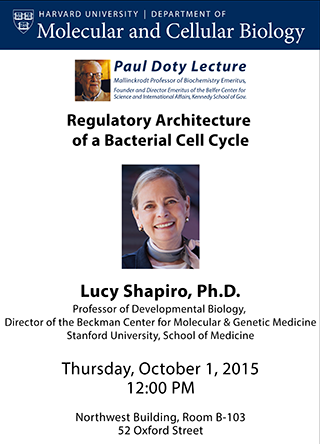 HARVARD UNIVERSITY | DEPARTMENT OF
Molecular and Cellular Biology
Paul Doty Lecture
Mallinckrodt Professor of Biochemistry Emeritus,
Founder and Director Emeritus of the Belfer Center for
Science and International Affairs, Kennedy School of Gov.
Regulatory Architecture
of a Bacterial Cell Cycle
Lucy Shapiro, Ph.D.
Professor of Developmental Biology,
Director of the Beckman Center for Molecular & Genetic Medicine
Stanford University, School of Medicine
Thursday, October 1, 2015
12:00 PM
Northwest Building, Room B-103
52 Oxford Street